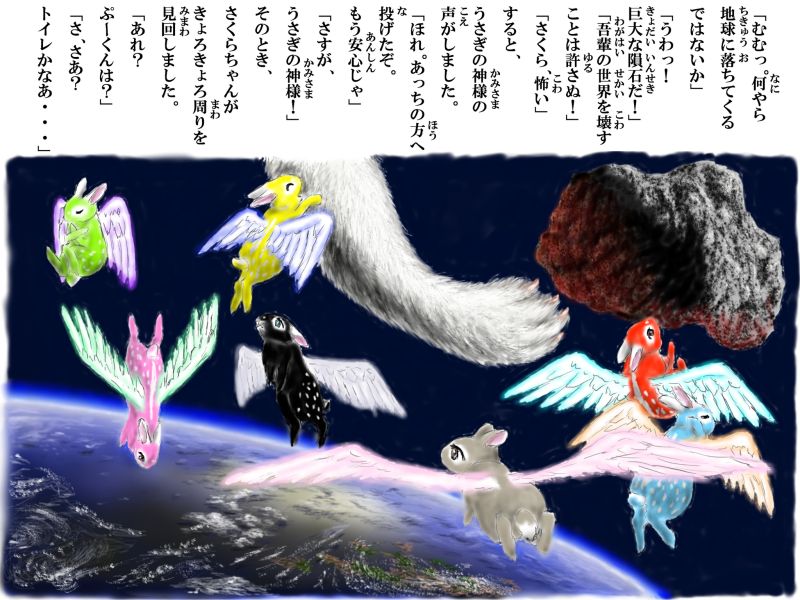 「むむっ。何やら
地球に落ちてくる
ではないか」
「うわっ！
巨大な隕石だ！」
「吾輩の世界を壊す
ことは許さぬ！」
「さくら、怖い」
すると、
うさぎの神様の
声がしました。
「ほれ。あっちの方へ
投げたぞ。
もう安心じゃ」
「さすが、
うさぎの神様！」
そのとき、
さくらちゃんが
きょろきょろ周りを
見回しました。
「あれ？
ぷーくんは？」
「さ、さあ？
トイレかなあ・・・」